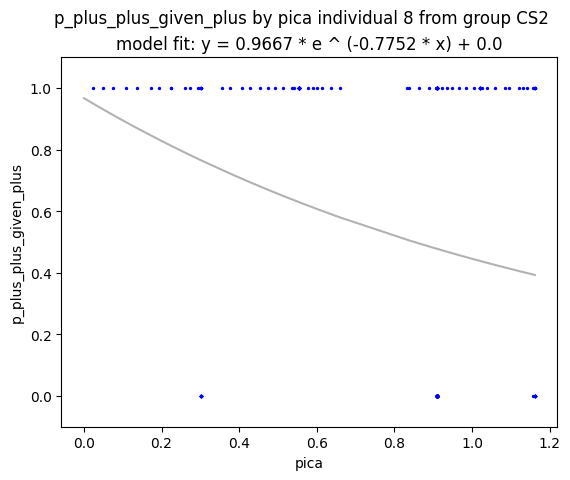 p_plus_plus_given_plus by pica individual 8 from group CS2
model fit: y = 0.9667 * e ^ (-0.7752 * x) + 0.0
1.0
0.8
0.6
0.4
0.2
0.0
p_plus_plus_given_plus
0.0 0.2 0.4 0.6 0.8 1.0 1.2
pica